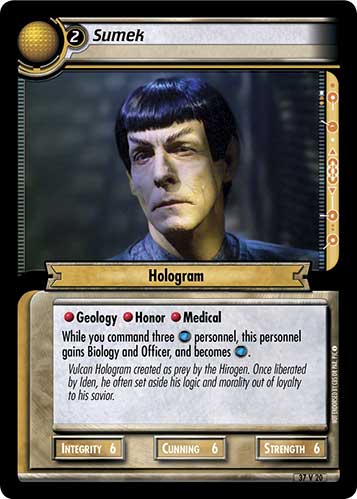 2 Sumek
Hologram
Geology Honor Medical
While you command three personnel, this personnel
gains Biology and Officer, and becomes .
Vulcan Hologram created as prey by the Hirogen. Once liberated
by Iden, he often set aside his logic and morality out of loyalty
to his savior.
INTEGRITY 6 CUNNING 6 STRENGTH 6
37 V 20